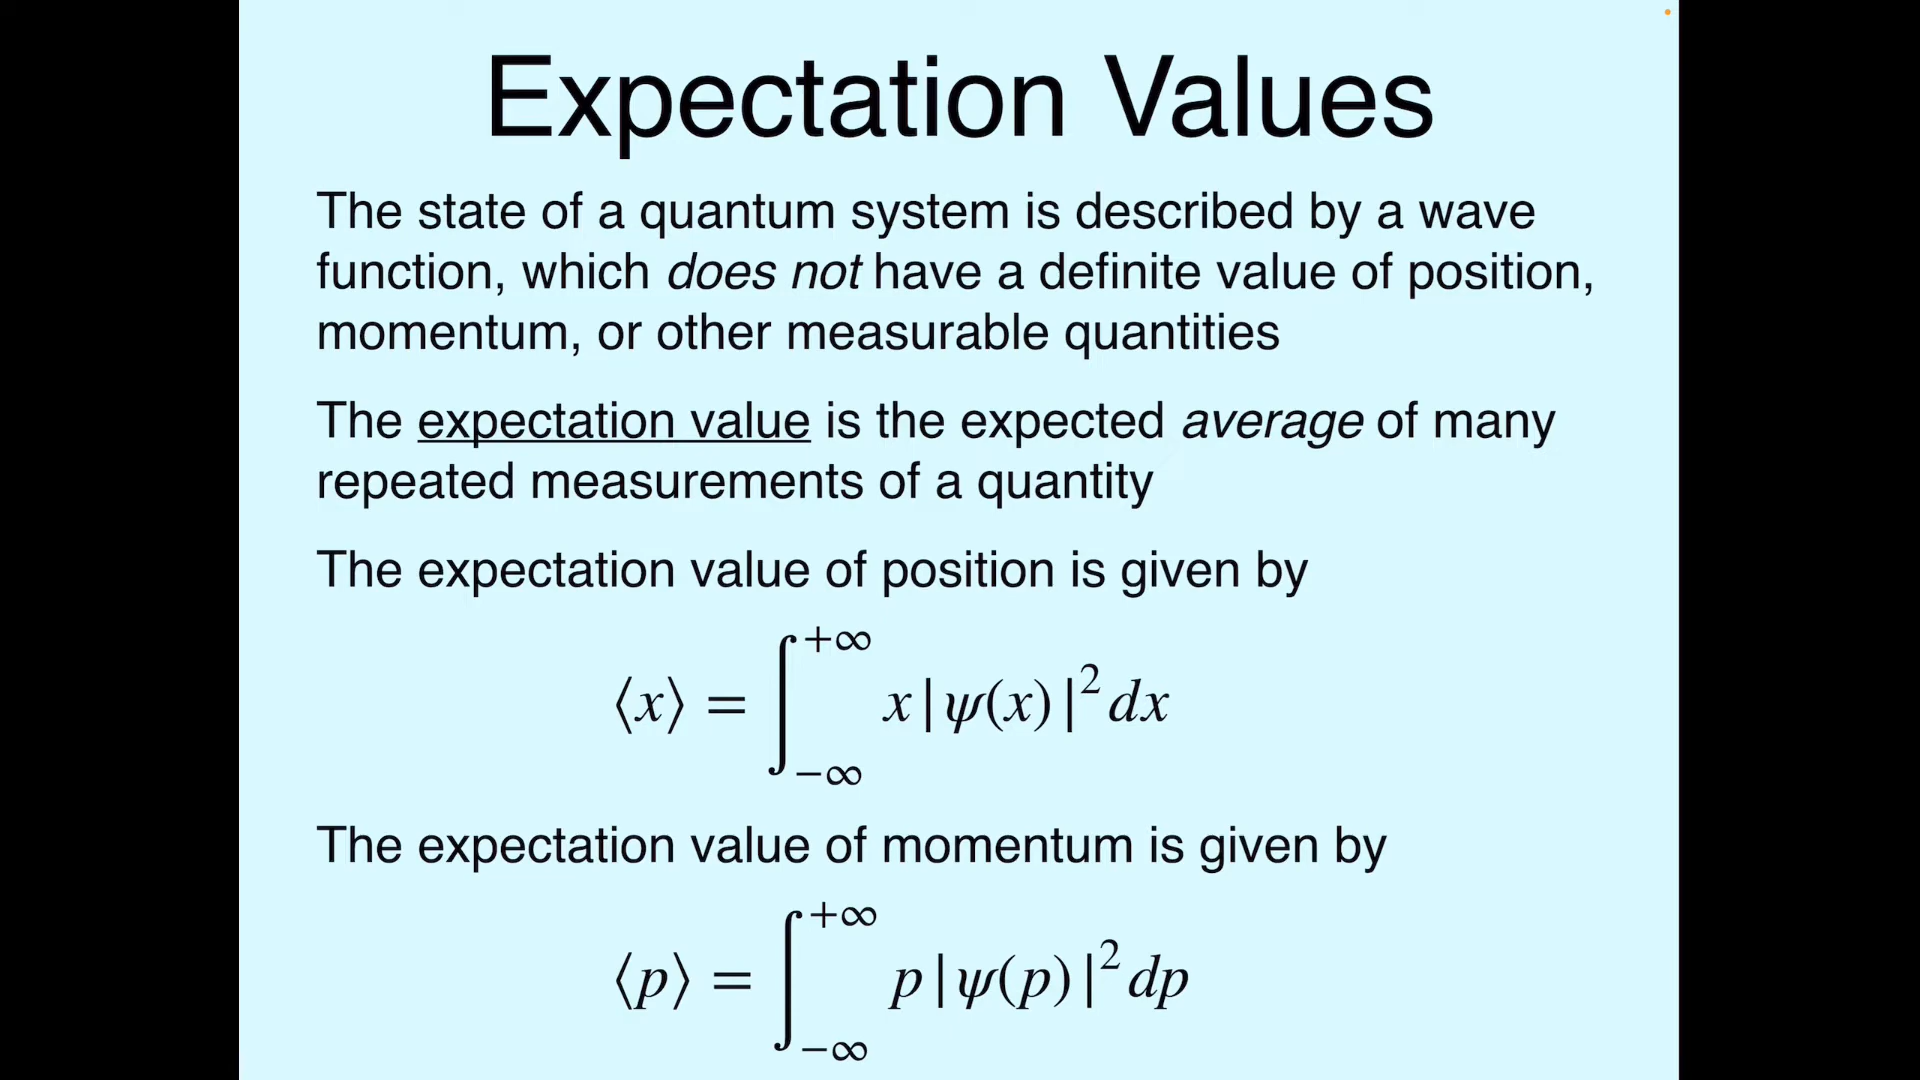 Expectation Values
The state of a quantum system is described by a wave
function, which does not have a definite value of position,
momentum, or other measurable quantities
The expectation value is the expected average of many
repeated measurements of a quantity
The expectation value of position is given by
⟨x⟩ = ∫_{−∞}^{+∞} x|ψ(x)|² dx
The expectation value of momentum is given by
⟨p⟩ = ∫_{−∞}^{+∞} p|ψ(p)|² dp